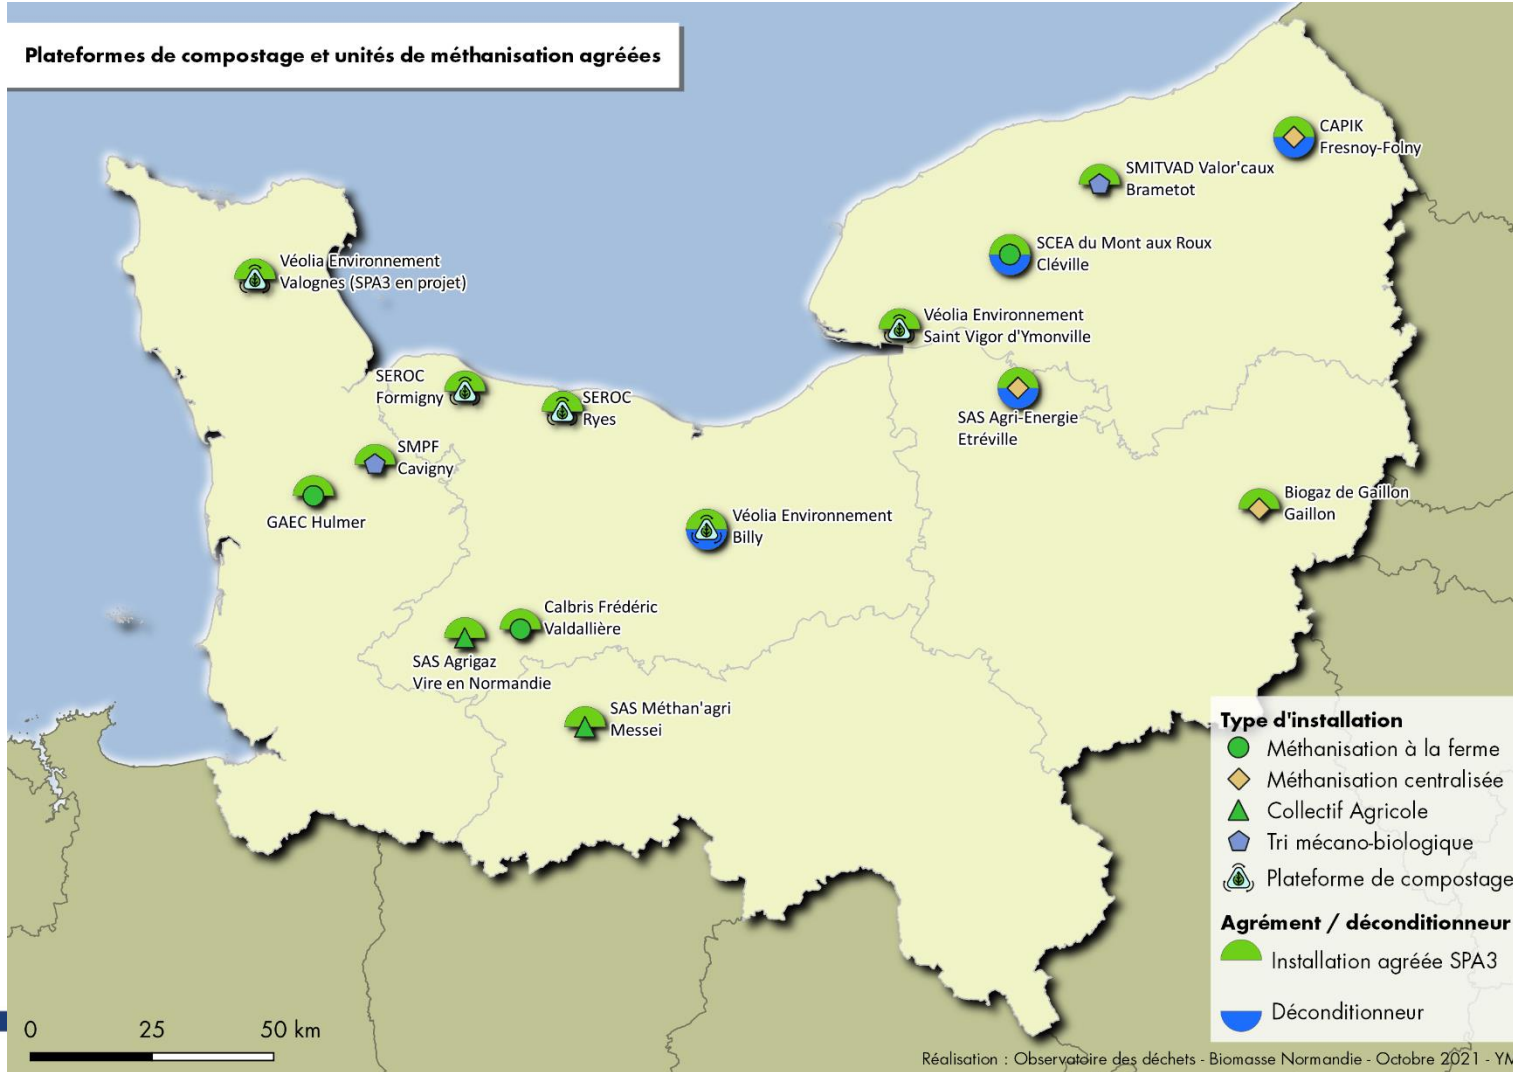 Plateformes de compostage et unités de méthanisation agréées
CAPIK
Fresnoy-Folny
SMITVAD Valor'caux
Brametot
SCEA du Mont aux Roux
Cléville
Véolia Environnement
Valognes (SPA3 en projet)
Véolia Environnement
Saint Vigor d'Ymonville
SEROC
Formigny
SEROC
Ryes
SAS Agri-Energie
Etréville
SMPF
Cavigny
GAEC Hulmer
Biogaz de Gaillon
Gaillon
Véolia Environnement
Billy
Calbris Frédéric
Valdallière
SAS Agrigaz
Vire en Normandie
SAS Méthan'agri
Messei
Type d'installation
Méthanisation à la ferme
Méthanisation centralisée
Collectif Agricole
Tri mécano-biologique
Plateforme de compostage
Agrément / déconditionneur
Installation agréée SPA3
Déconditionneur
0 25 50 km
Réalisation : Observatoire des déchets - Biomasse Normandie - Octobre 2021 - YM